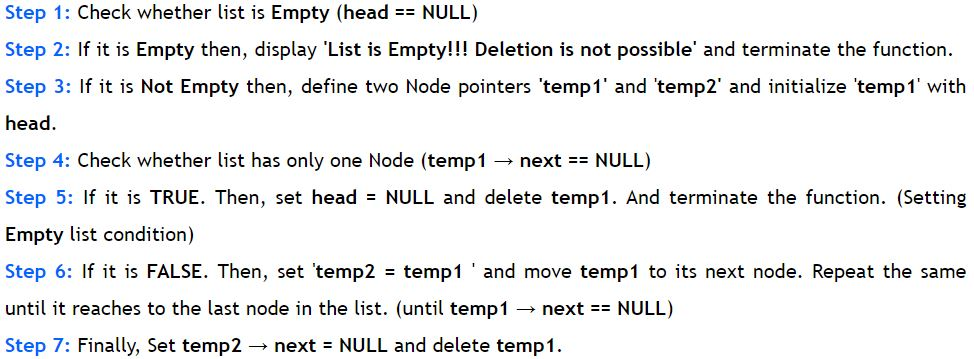 Step 1: Check whether list is Empty (head == NULL)
Step 2: If it is Empty then, display 'List is Empty!!! Deletion is not possible' and terminate the function.
Step 3: If it is Not Empty then, define two Node pointers 'temp1' and 'temp2' and initialize 'temp1' with
head.
Step 4: Check whether list has only one Node (temp1 → next == NULL)
Step 5: If it is TRUE. Then, set head = NULL and delete temp1. And terminate the function. (Setting
Empty list condition)
Step 6: If it is FALSE. Then, set 'temp2 = temp1 ' and move temp1 to its next node. Repeat the same
until it reaches to the last node in the list. (until temp1 → next == NULL)
Step 7: Finally, Set temp2 → next = NULL and delete temp1.